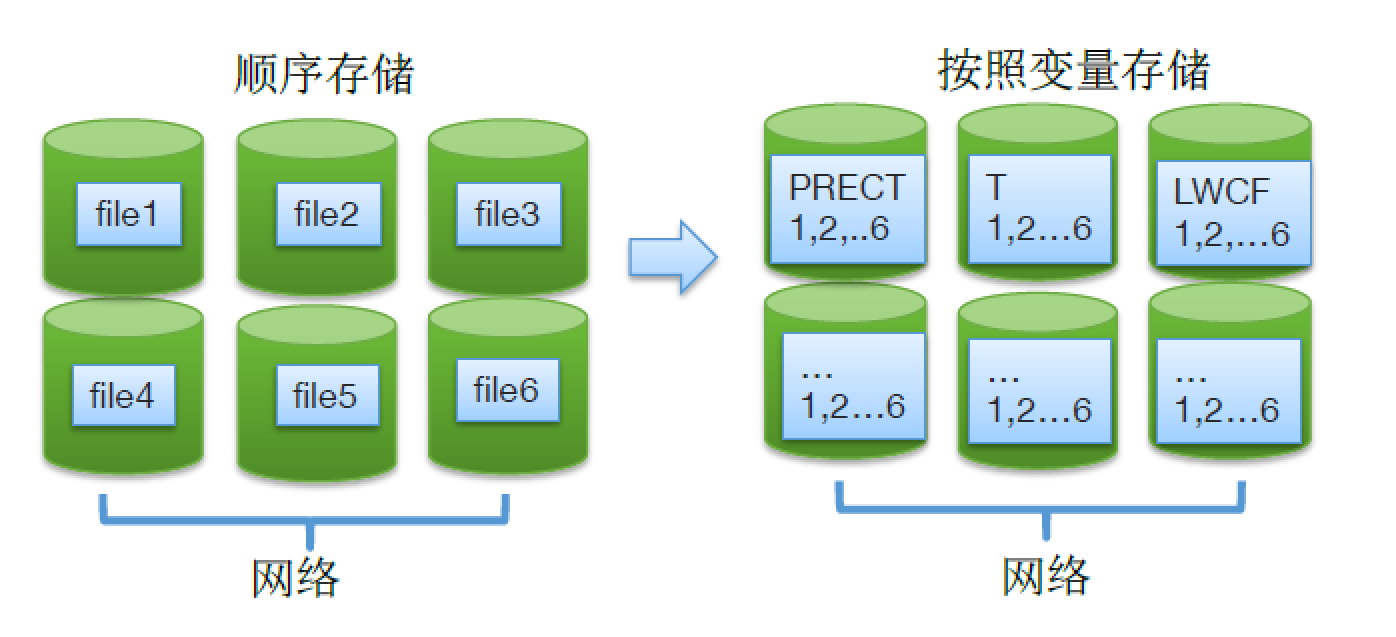 顺序存储
按照变量存储
file1
file2
file3
file4
file5
file6
网络
PRECT
1,2,..6
T
1,2...6
LWCF
1,2,...6
...
1,2...6
...
1,2...6
...
1,2...6
网络